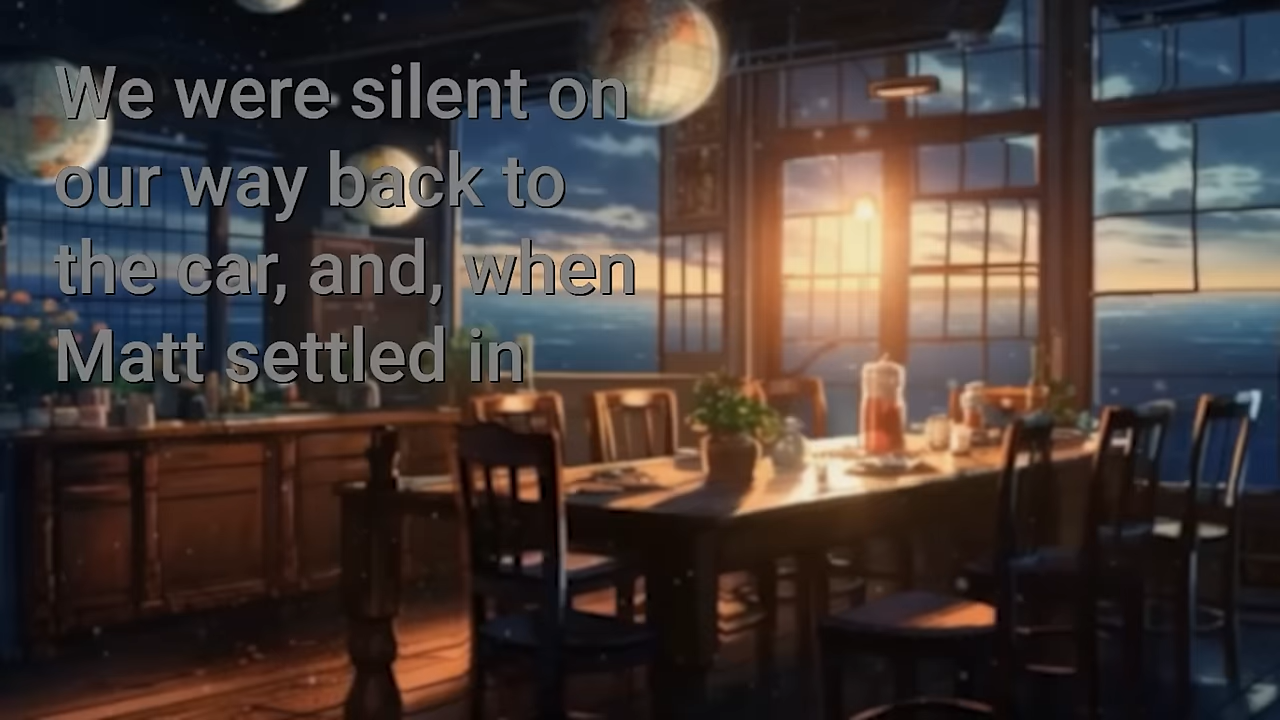 We were silent on
our way back to
the car, and, when
Matt settled in